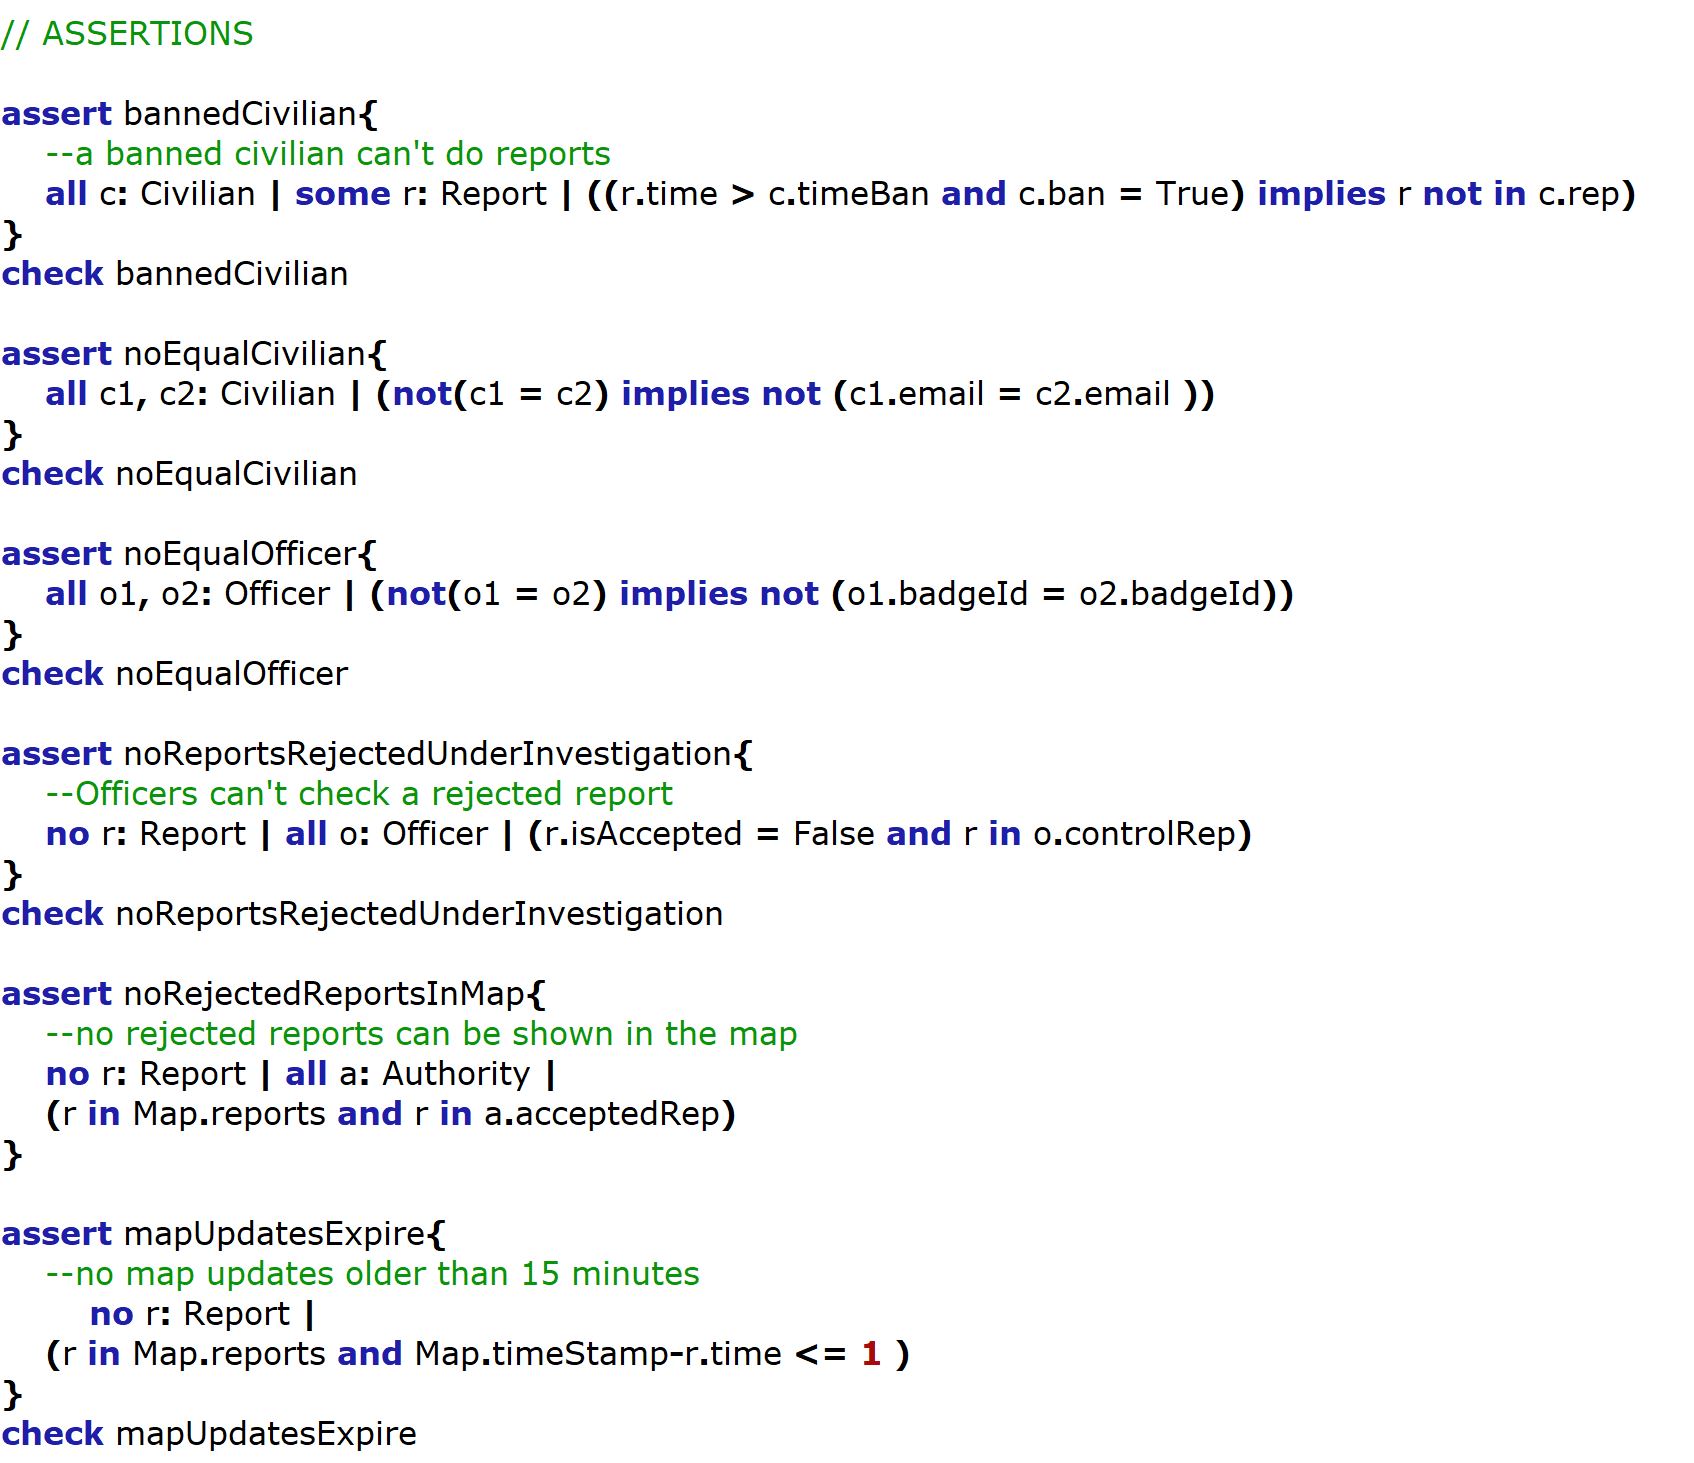 // ASSERTIONS
assert bannedCivilian{
--a banned civilian can't do reports
all c: Civilian | some r: Report | ((r.time > c.timeBan and c.ban = True) implies r not in c.rep)
}
check bannedCivilian
assert noEqualCivilian{
all c1, c2: Civilian | (not(c1 = c2) implies not (c1.email = c2.email ))
}
check noEqualCivilian
assert noEqualOfficer{
all o1, o2: Officer | (not(o1 = o2) implies not (o1.badgeId = o2.badgeId))
}
check noEqualOfficer
assert noReportsRejectedUnderInvestigation{
--Officers can't check a rejected report
no r: Report | all o: Officer | (r.isAccepted = False and r in o.controlRep)
}
check noReportsRejectedUnderInvestigation
assert noRejectedReportsInMap{
--no rejected reports can be shown in the map
no r: Report | all a: Authority |
(r in Map.reports and r in a.acceptedRep)
}
assert mapUpdatesExpire{
--no map updates older than 15 minutes
no r: Report |
(r in Map.reports and Map.timeStamp-r.time <= 1 )
}
check mapUpdatesExpire